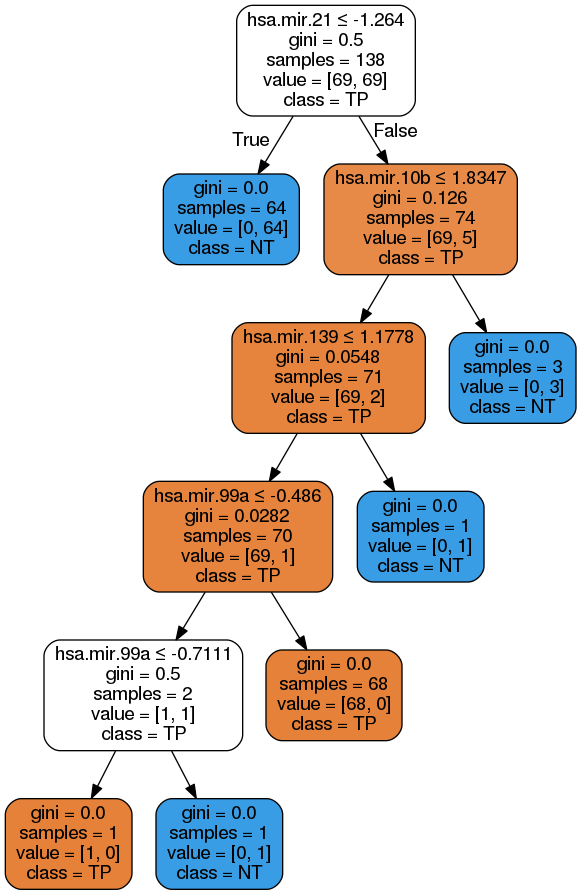 hsa.mir.21 ≤ -1.264
gini = 0.5
samples = 138
value = [69, 69]
class = TP
True
False
gini = 0.0
samples = 64
value = [0, 64]
class = NT
hsa.mir.10b ≤ 1.8347
gini = 0.126
samples = 74
value = [69, 5]
class = TP
hsa.mir.139 ≤ 1.1778
gini = 0.0548
samples = 71
value = [69, 2]
class = TP
gini = 0.0
samples = 3
value = [0, 3]
class = NT
hsa.mir.99a ≤ -0.486
gini = 0.0282
samples = 70
value = [69, 1]
class = TP
gini = 0.0
samples = 1
value = [0, 1]
class = NT
hsa.mir.99a ≤ -0.7111
gini = 0.5
samples = 2
value = [1, 1]
class = TP
gini = 0.0
samples = 68
value = [68, 0]
class = TP
gini = 0.0
samples = 1
value = [1, 0]
class = TP
gini = 0.0
samples = 1
value = [0, 1]
class = NT